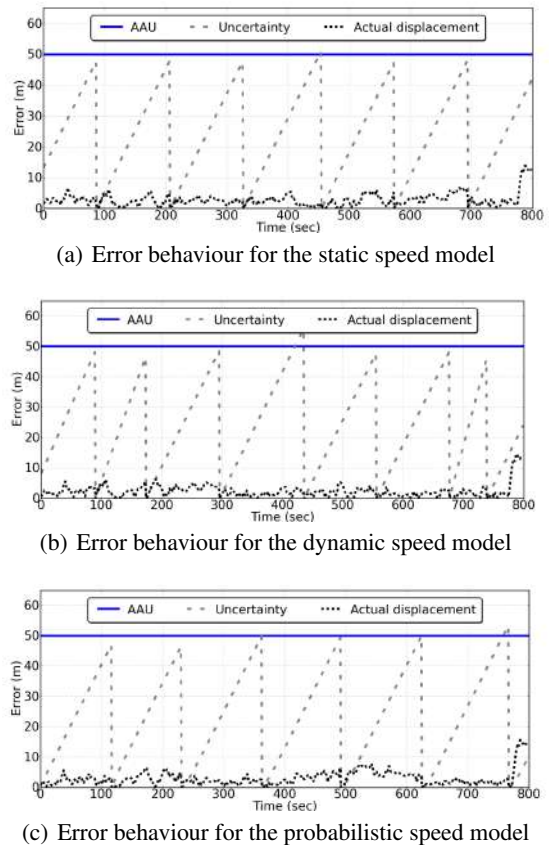 AAU Uncertainty Actual displacement
Error (m)
60
50
40
30
20
10
0
0 100 200 300 400 500 600 700 800
Time (sec)
(a) Error behaviour for the static speed model
AAU Uncertainty Actual displacement
Error (m)
60
50
40
30
20
10
0
0 100 200 300 400 500 600 700 800
Time (sec)
(b) Error behaviour for the dynamic speed model
AAU Uncertainty Actual displacement
Error (m)
60
50
40
30
20
10
0
0 100 200 300 400 500 600 700 800
Time (sec)
(c) Error behaviour for the probabilistic speed model